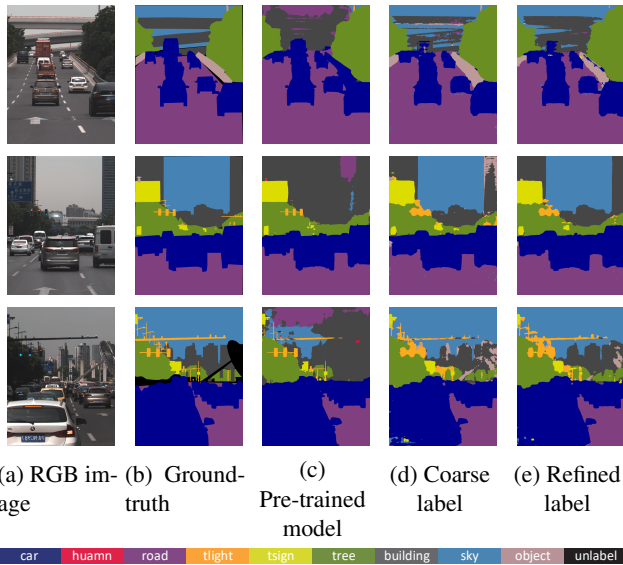 (a) RGB im-
age
(b) Ground-
truth
(c)
Pre-trained
model
(d) Coarse
label
(e) Refined
label
car huamn road tlight tsign tree building sky object unlabel